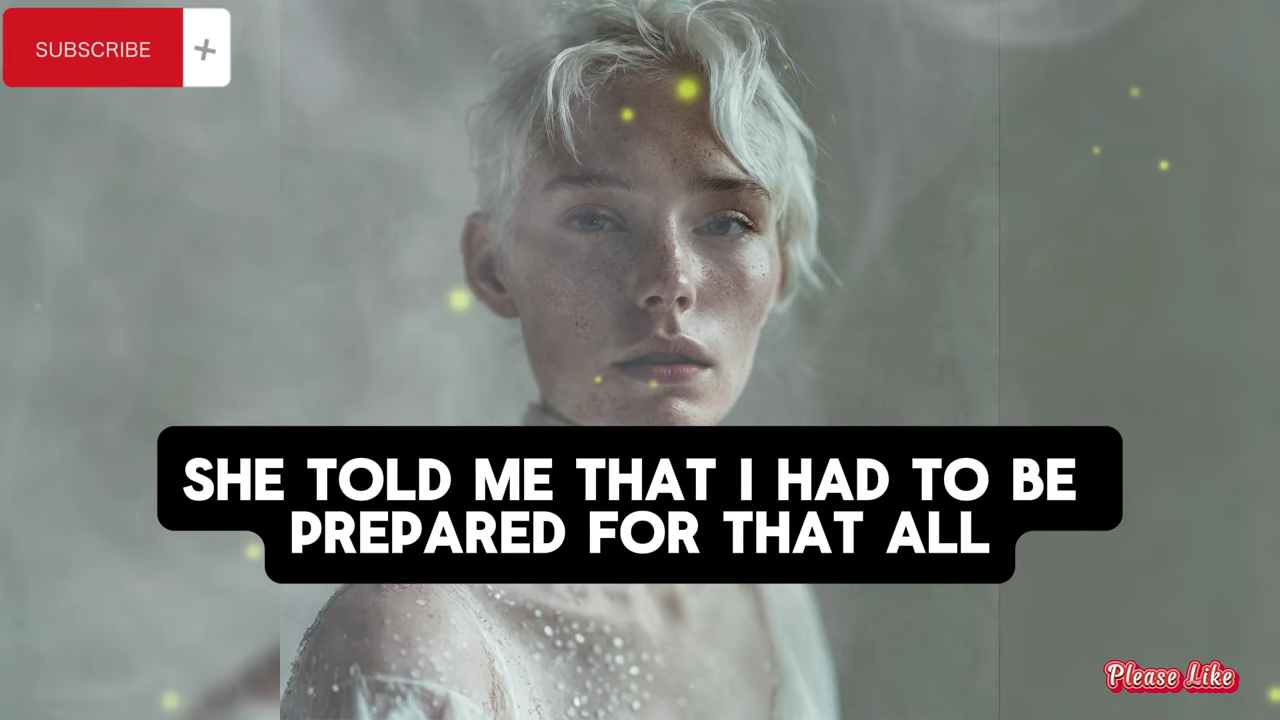 SUBSCRIBE +
SHE TOLD ME THAT I HAD TO BE
PREPARED FOR THAT ALL
Please Like